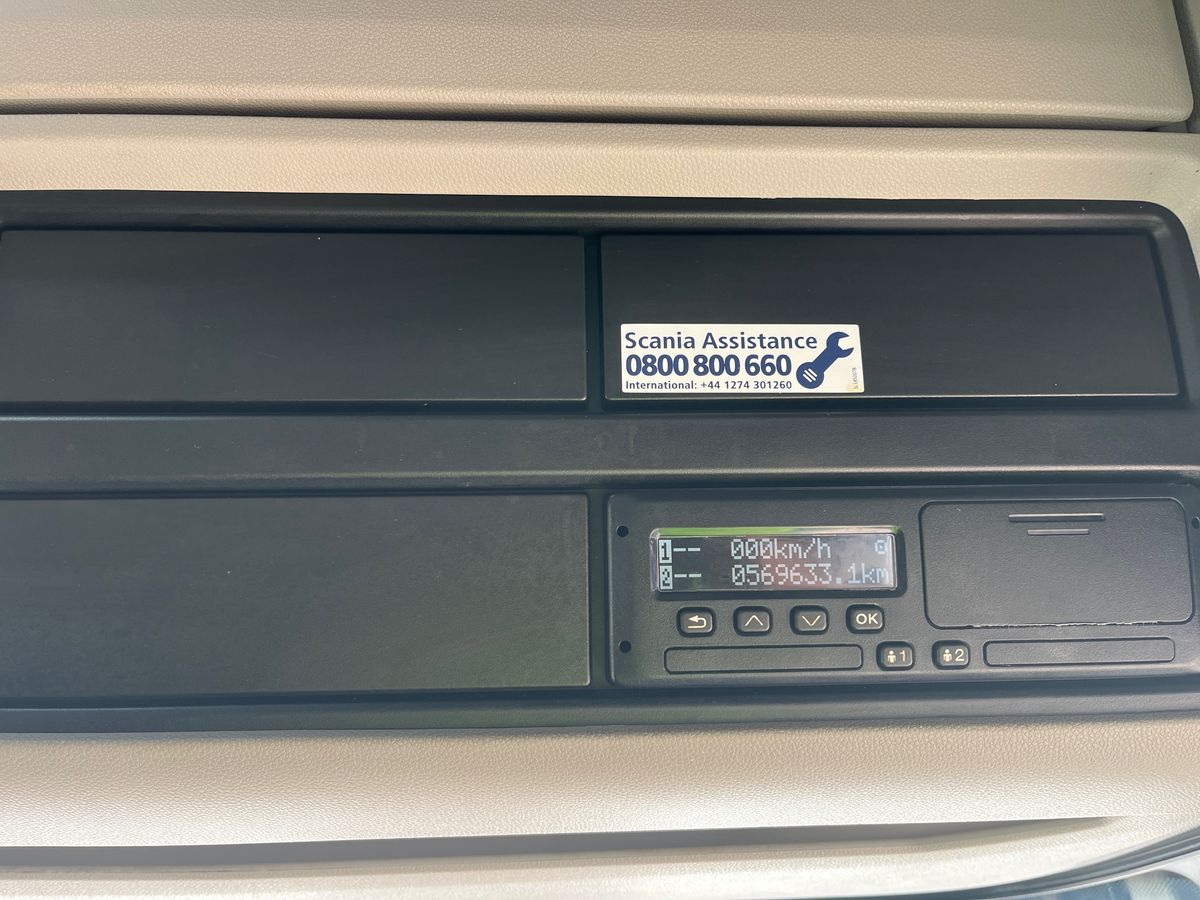 Scania Assistance
0800 800 660
International: +44 1274 301260
1-- 000km/h
2-- 0569633.1km
OK
1 2